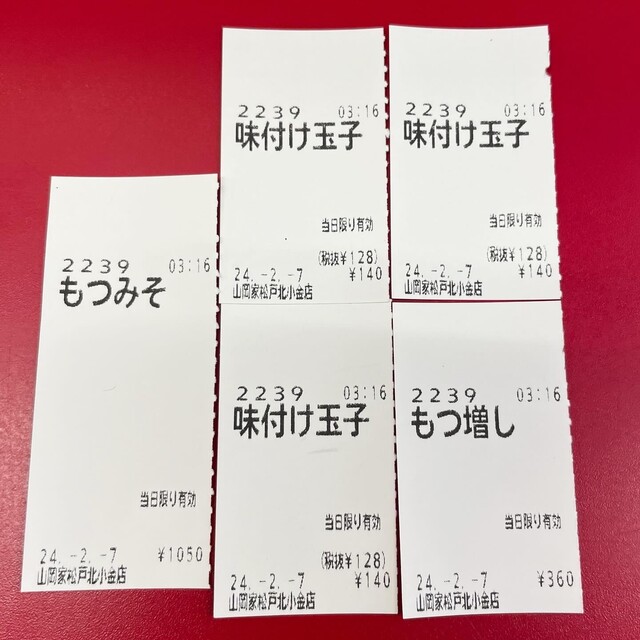 2239 03:16
もつみそ
当日限り有効
24.-2.-7 ¥1050
山岡家松戸北小金店
2239 03:16
味付け玉子
当日限り有効
(税抜¥128)
24.-2.-7 ¥140
山岡家松戸北小金店
2239 03:16
味付け玉子
当日限り有効
(税抜¥128)
24.-2.-7 ¥140
山岡家松戸北小金店
2239 03:16
味付け玉子
当日限り有効
(税抜¥128)
24.-2.-7 ¥140
山岡家松戸北小金店
2239 03:16
もつ増し
当日限り有効
24.-2.-7 ¥360
山岡家松戸北小金店